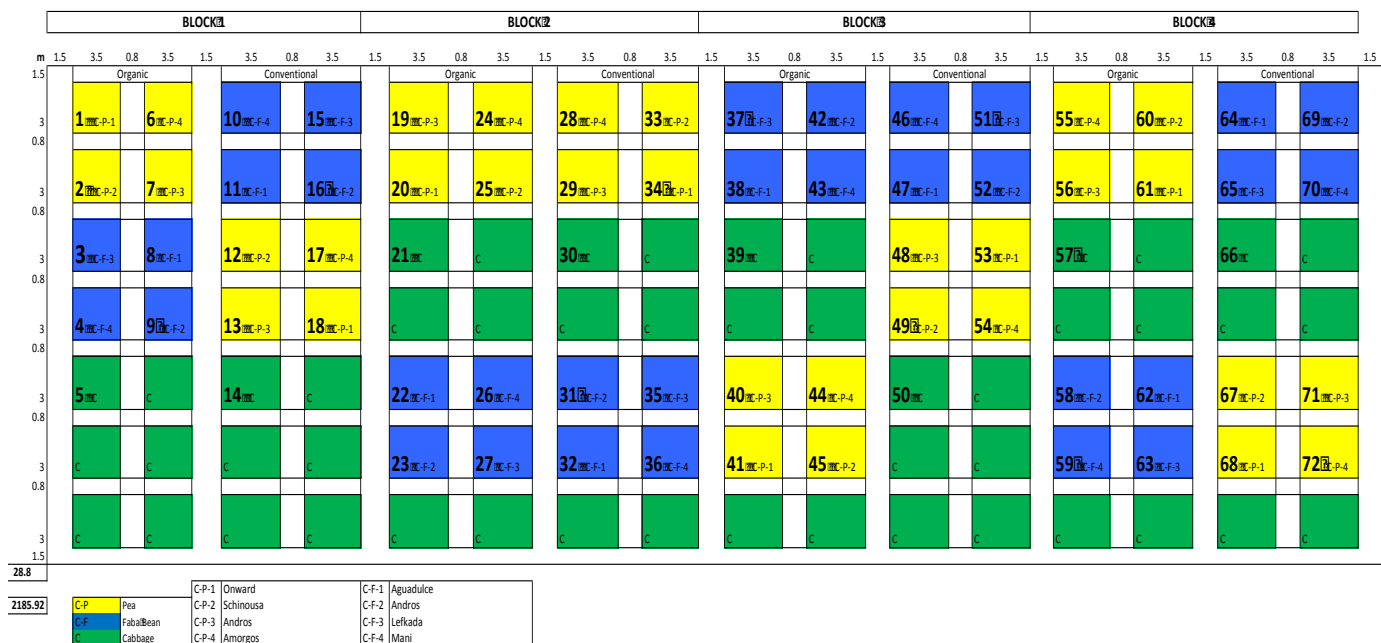 BLOCK 1 BLOCK 2 BLOCK 3 BLOCK 4
m 1.5 3.5 0.8 3.5 1.5 3.5 0.8 3.5 1.5 3.5 0.8 3.5 1.5 3.5 0.8 3.5 1.5 3.5 0.8 3.5 1.5 3.5 0.8 3.5 1.5 3.5 0.8 3.5 1.5 3.5 0.8 3.5 1.5
1.5 Organic Conventional Organic Conventional Organic Conventional Organic Conventional
3 1 C-P-1 6 C-P-4 10 C-F-4 15 C-F-3 19 C-P-3 24 C-P-4 28 C-P-4 33 C-P-2 37 C-F-3 42 C-F-2 46 C-F-4 51 C-F-3 55 C-P-4 60 C-P-2 64 C-F-1 69 C-F-2
0.8
3 2 C-P-2 7 C-P-3 11 C-F-1 16 C-F-2 20 C-P-1 25 C-P-2 29 C-P-3 34 C-P-1 38 C-F-1 43 C-F-4 47 C-F-1 52 C-F-2 56 C-P-3 61 C-P-1 65 C-F-3 70 C-F-4
0.8
3 3 C-F-3 8 C-F-1 12 C-P-2 17 C-P-4 21 C C 30 C C 39 C C 48 C-P-3 53 C-P-1 57 C C 66 C C
0.8
3 4 C-F-4 9 C-F-2 13 C-P-3 18 C-P-1 C C C C C C 49 C-P-2 54 C-P-4 C C C C
0.8
3 5 C C 14 C C 22 C-F-1 26 C-F-4 31 C-F-2 35 C-F-3 40 C-P-3 44 C-P-4 50 C C 58 C-F-2 62 C-F-1 67 C-P-2 71 C-P-3
0.8
3 C C C C 23 C-F-2 27 C-F-3 32 C-F-1 36 C-F-4 41 C-P-1 45 C-P-2 C C 59 C-F-4 63 C-F-3 68 C-P-1 72 C-P-4
0.8
3 C C C C C C C C C C C C C C C C
1.5
28.8
C-P-1 Onward C-F-1 Aguadulce
2185.92 C-P Pea C-P-2 Schinousa C-F-2 Andros
C-F Faba Bean C-P-3 Andros C-F-3 Lefkada
C Cabbage C-P-4 Amorgos C-F-4 Mani